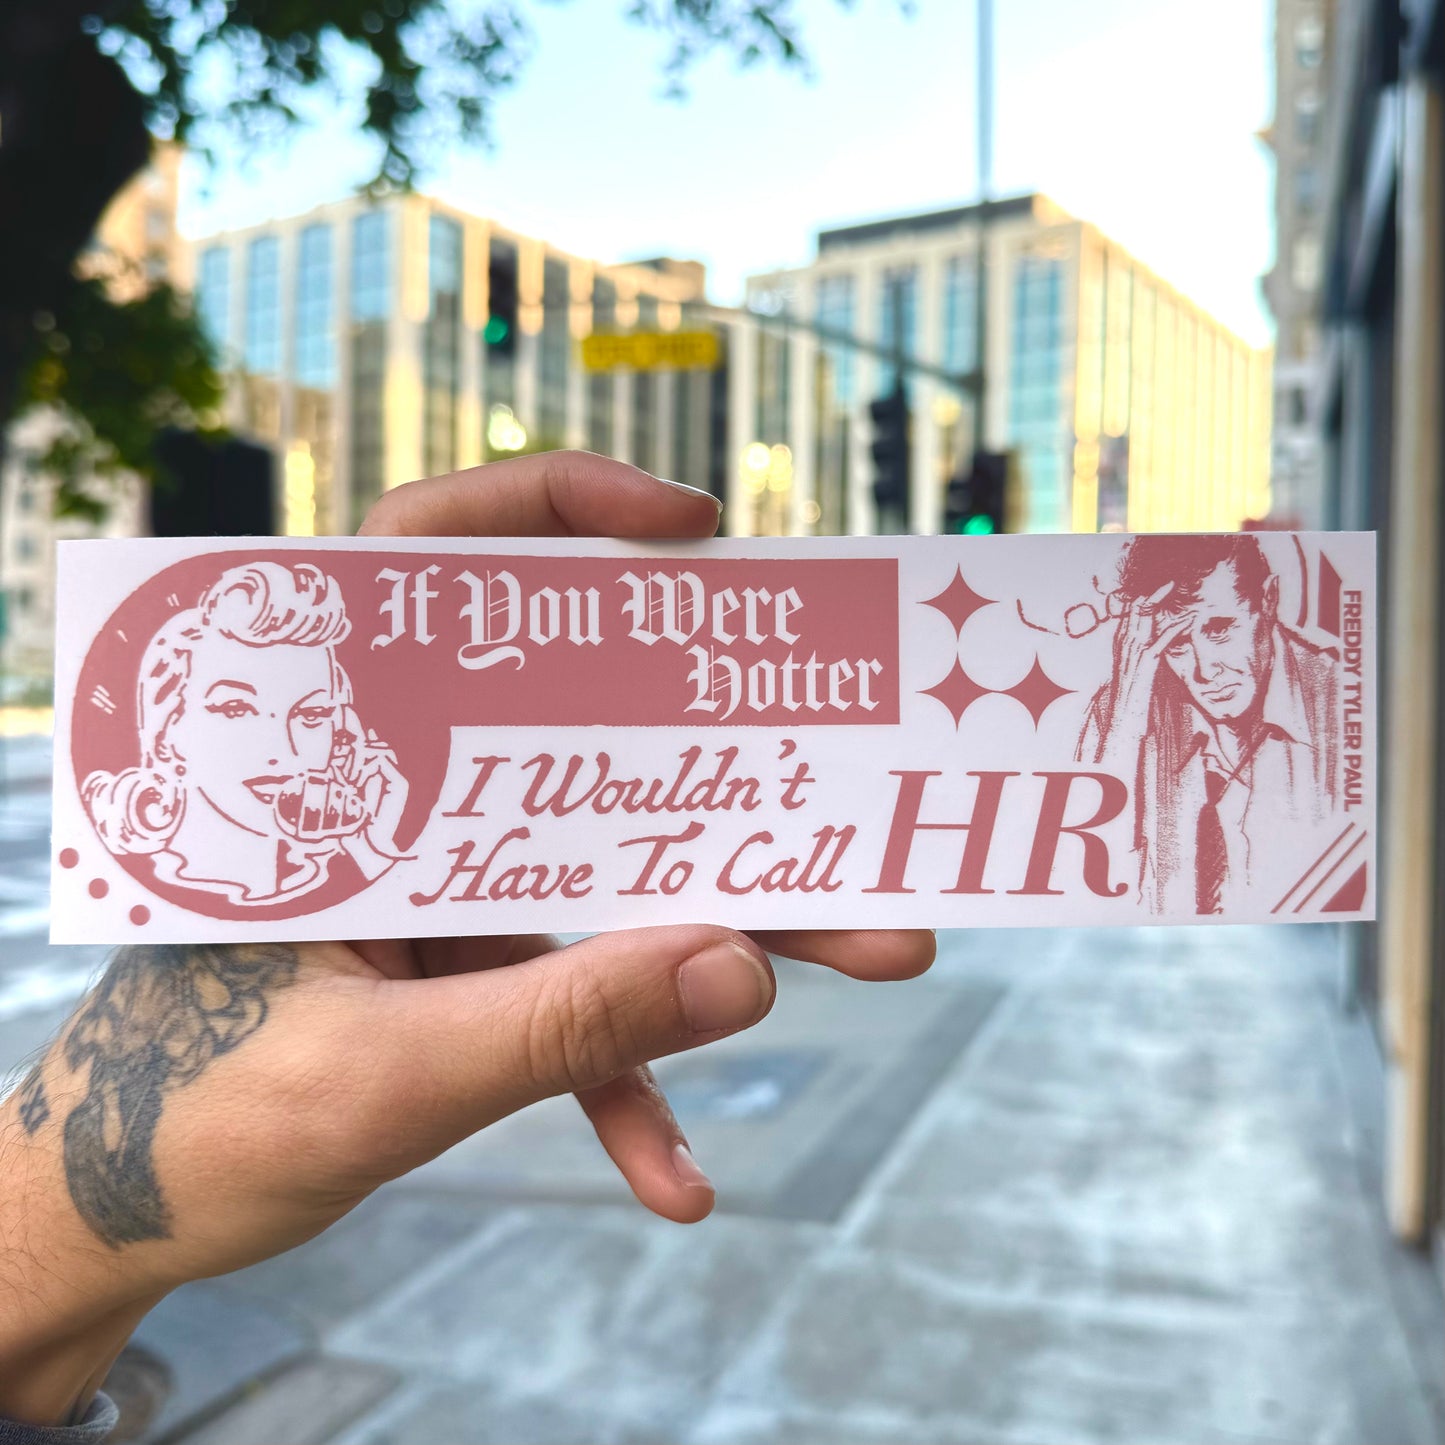 If You Were
Hotter
I Wouldn't
Have To Call HR
FREDDY TYLER PAUL